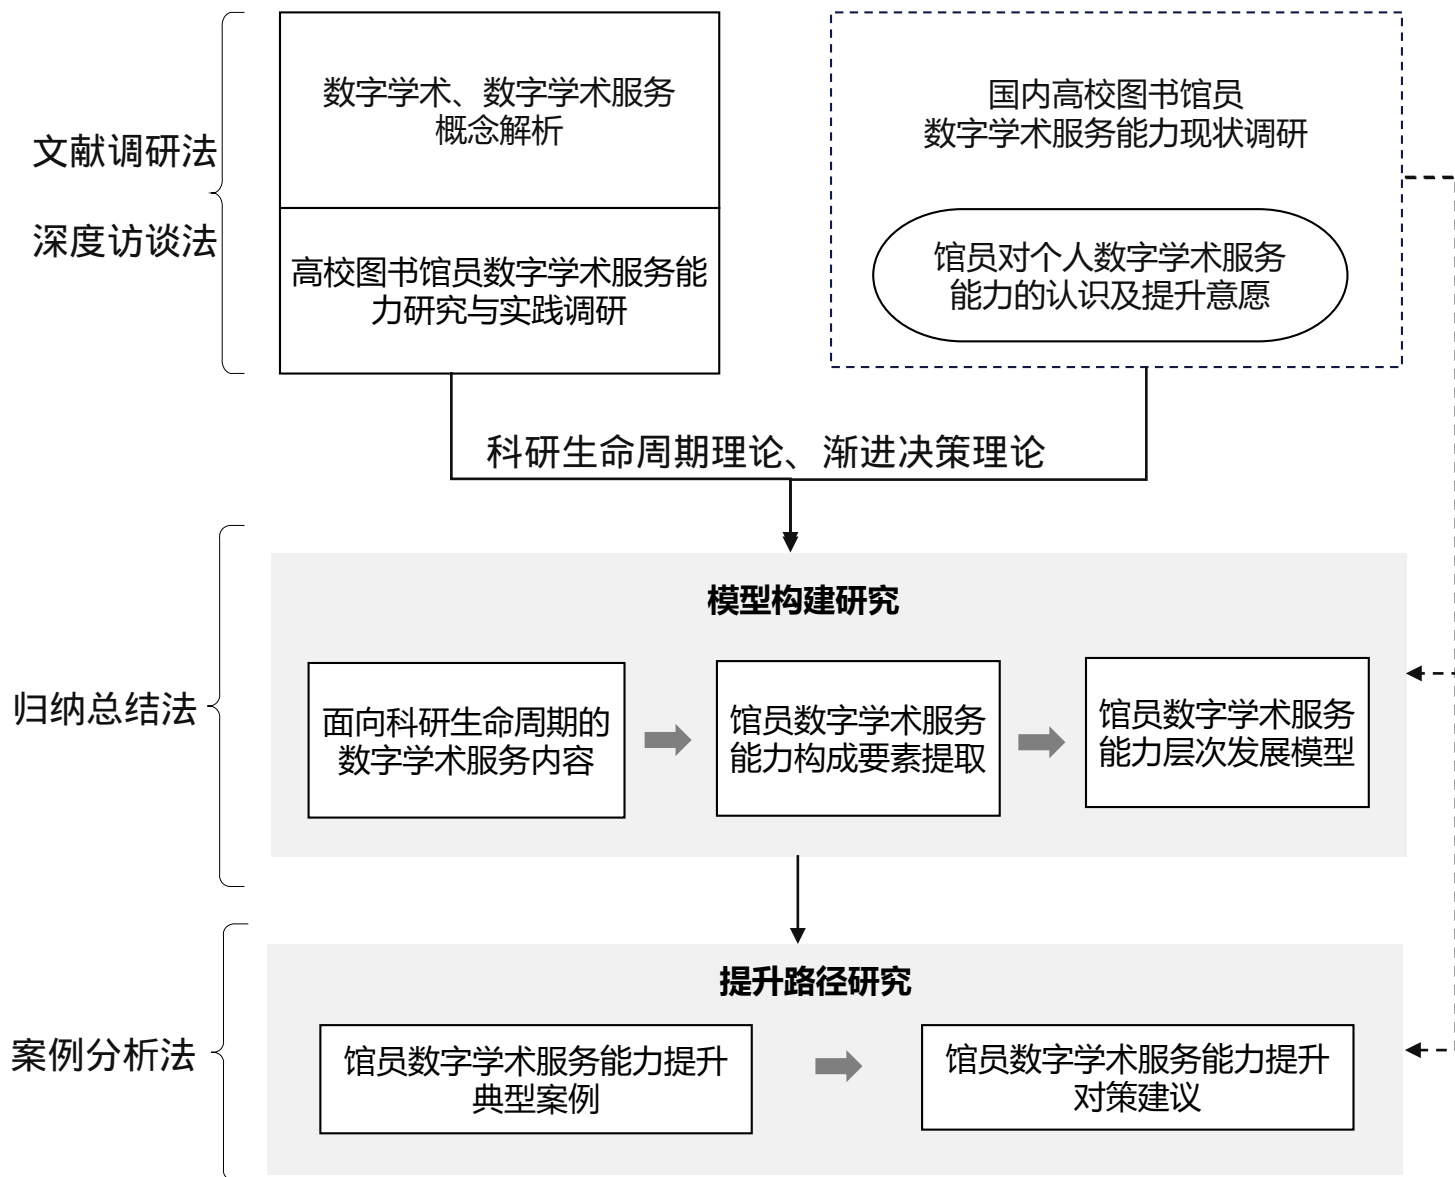 文献调研法
深度访谈法
数字学术、数字学术服务
概念解析
高校图书馆员数字学术服务能
力研究与实践调研
国内高校图书馆员
数字学术服务能力现状调研
馆员对个人数字学术服务
能力的认识及提升意愿
科研生命周期理论、渐进决策理论
归纳总结法
模型构建研究
面向科研生命周期的
数字学术服务内容
馆员数字学术服务
能力构成要素提取
馆员数字学术服务
能力层次发展模型
案例分析法
提升路径研究
馆员数字学术服务能力提升
典型案例
馆员数字学术服务能力提升
对策建议